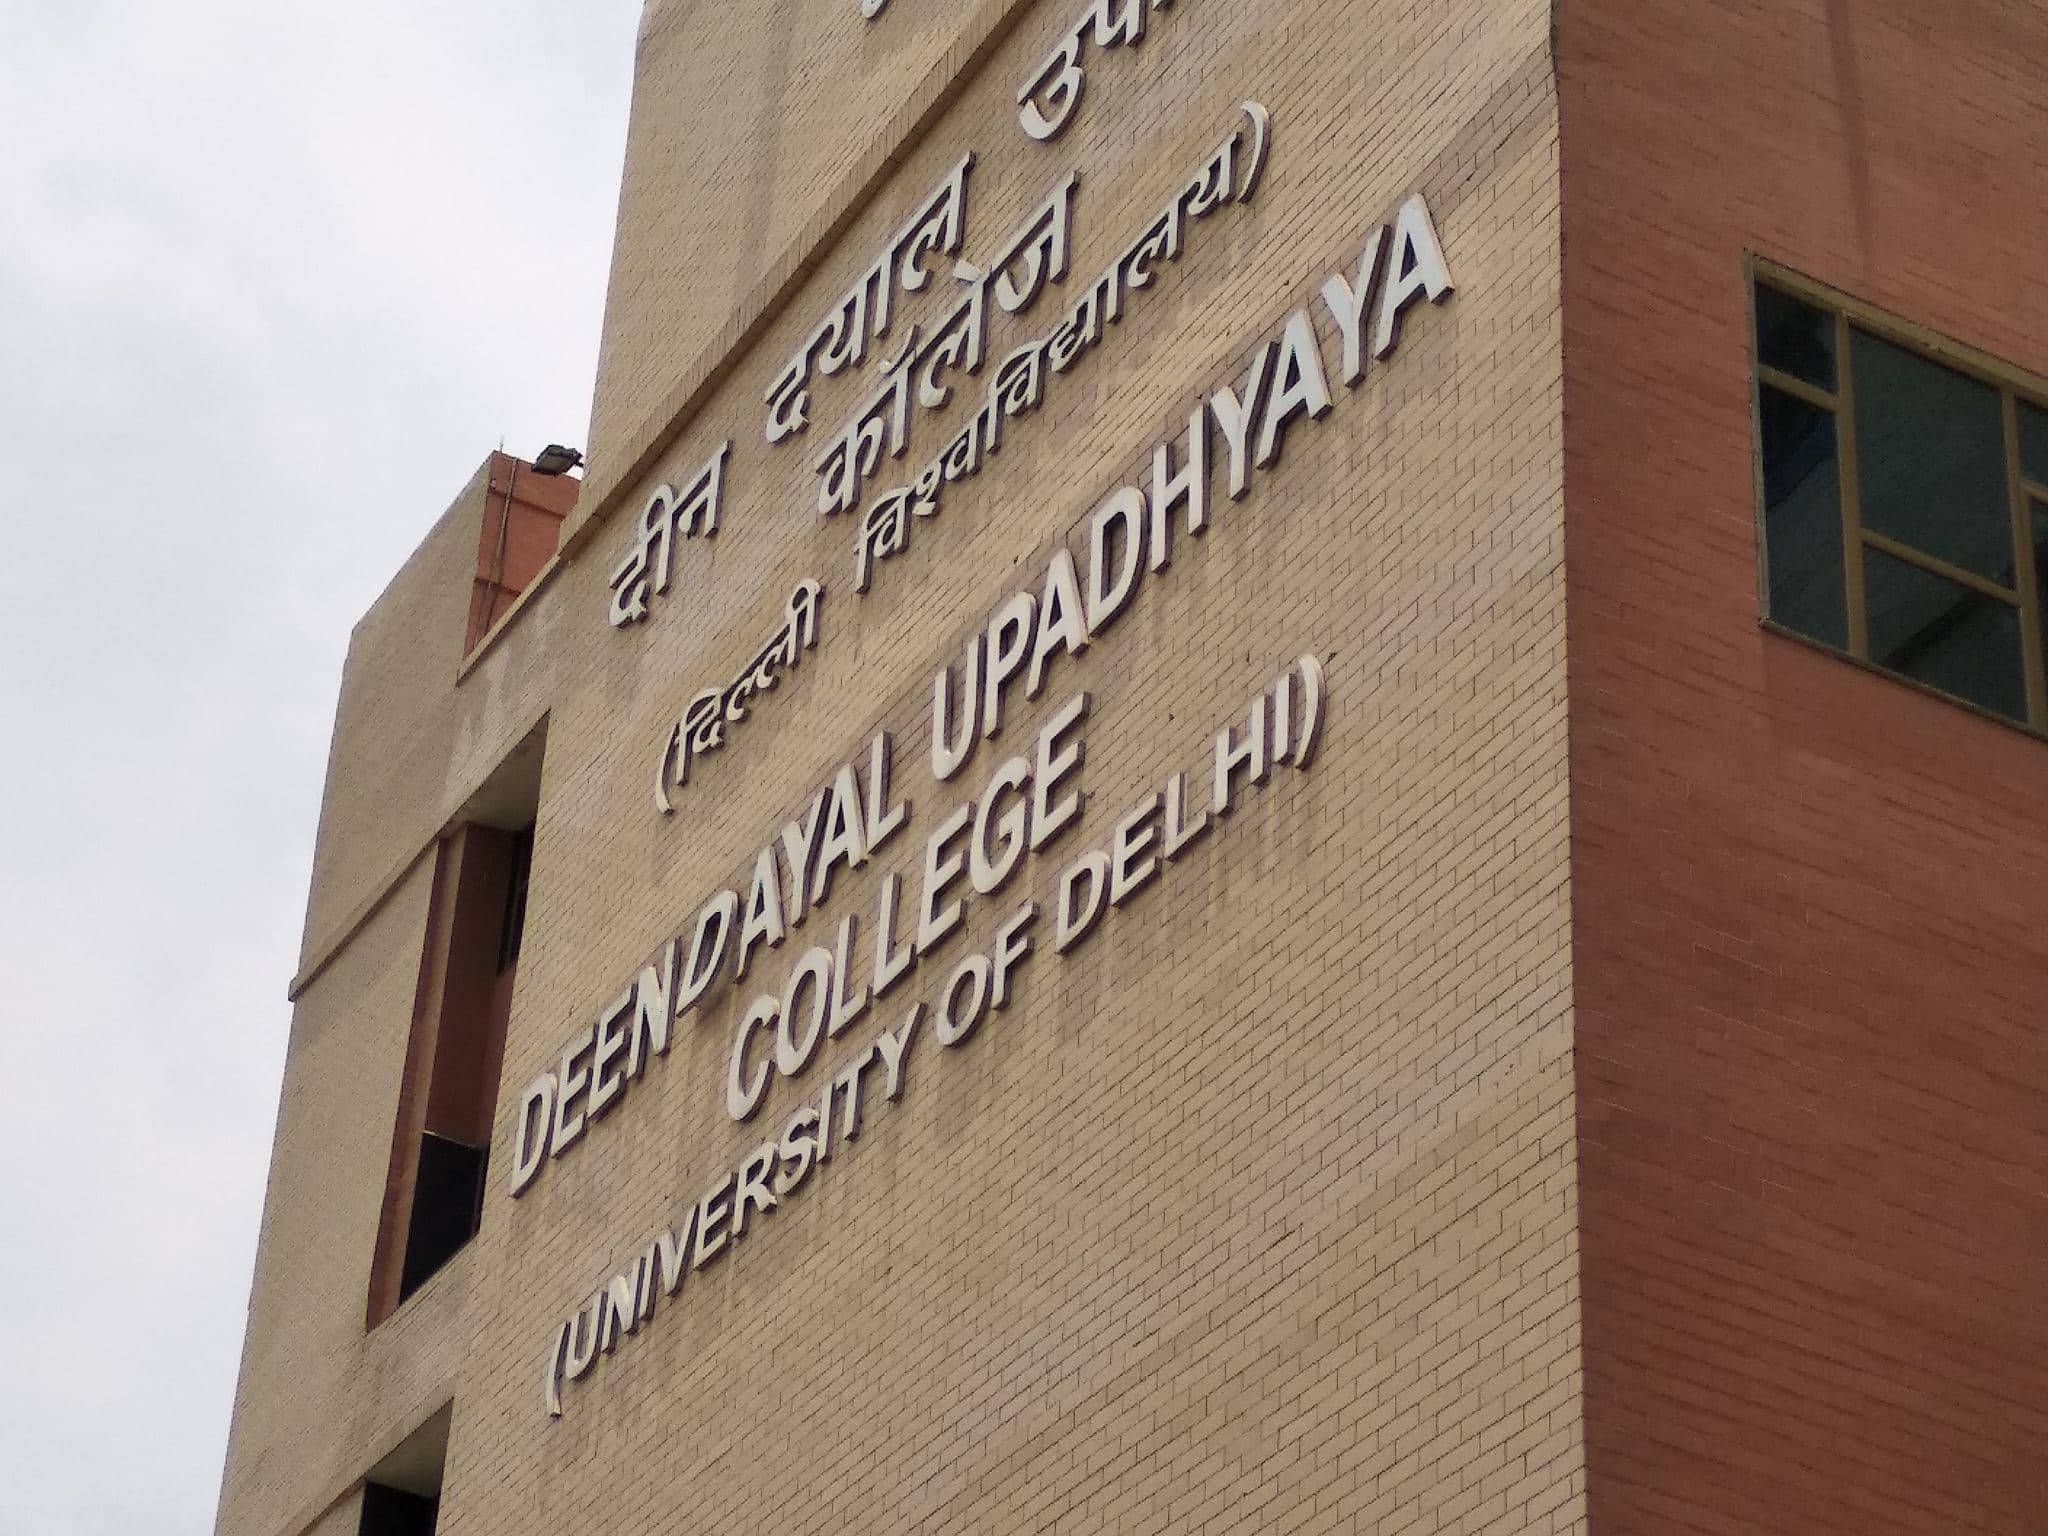 दीन दयाल
कॉलेज
(दिल्ली विश्वविद्यालय)
DEENDAYAL UPADHYAYA
COLLEGE
(UNIVERSITY OF DELHI)